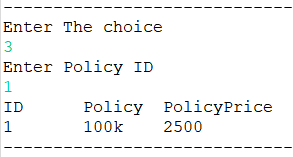 -----------------------------
Enter The choice
3
Enter Policy ID
1
ID      Policy  PolicyPrice
1       100k    2500
-----------------------------